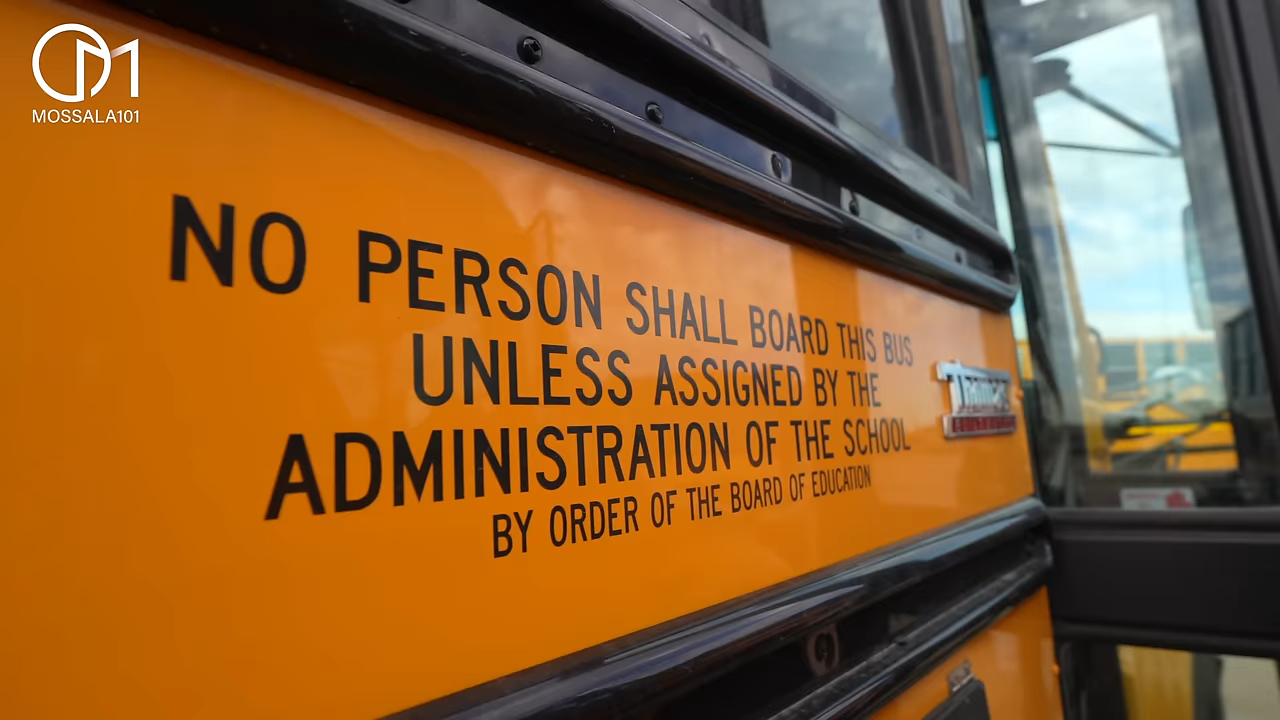 MOSSALA101
NO PERSON SHALL BOARD THIS BUS
UNLESS ASSIGNED BY THE
ADMINISTRATION OF THE SCHOOL
BY ORDER OF THE BOARD OF EDUCATION
Thomas